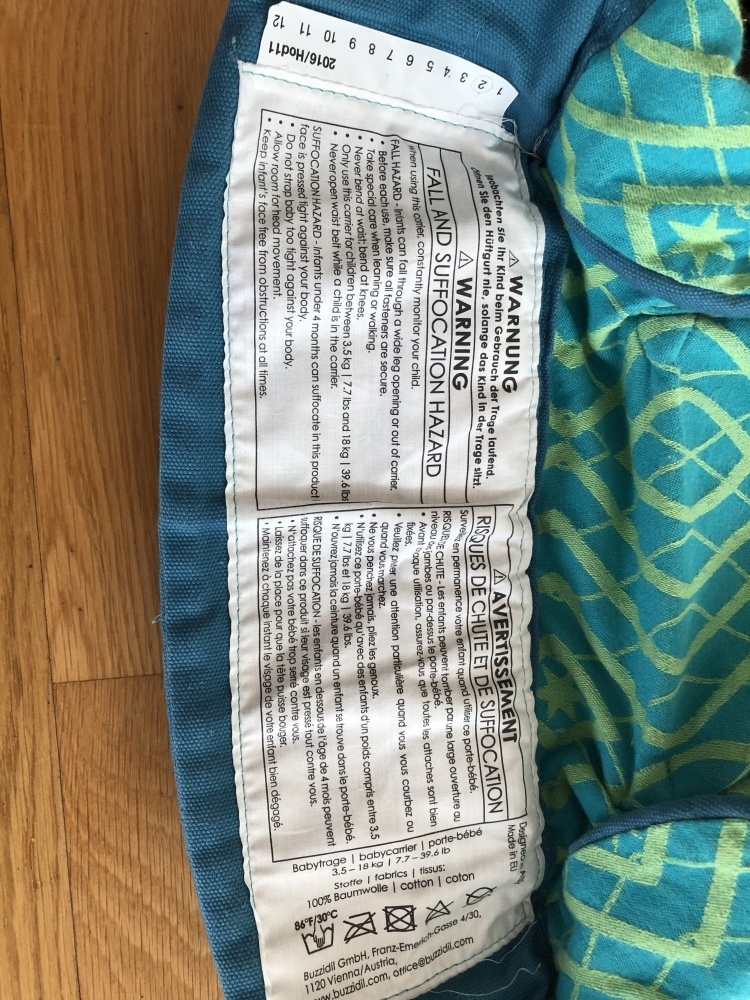 2016/Hod11
1 2 3 4 5 6 7 8 9 10 11 12
⚠ WARNUNG
Beobachten Sie Ihr Kind beim Gebrauch der Trage laufend.
Sie den Hüftgurt nie, solange das Kind in der Trage sitzt.
⚠ WARNING
FALL AND SUFFOCATION HAZARD
When using this carrier, constantly monitor your child.
FALL HAZARD - Infants can fall through a wide leg opening or out of carrier.
• Before each use, make sure all fasteners are secure.
• Take special care when leaning or walking.
• Never bend at waist; bend at knees.
• Only use this carrier for children between 3.5 kg | 7.7 lbs and 18 kg | 39.6 lbs
• Never open waist belt while a child is in the carrier.
SUFFOCATION HAZARD - Infants under 4 months can suffocate in this product
face is pressed tight against your body.
• Do not strap baby too tight against your body.
• Allow room for head movement.
• Keep infant's face free from obstructions at all times.
⚠ AVERTISSEMENT
RISQUES DE CHUTE ET DE SUFFOCATION
Surveillez en permanence votre enfant quand utiliser ce porte-bébé.
RISQUE DE CHUTE - Les enfants peuvent tomber par une large ouverture au
niveau de jambes ou par-dessus le porte-bébé.
• Avant chaque utilisation, assurez-vous que toutes les attaches sont bien
fixées.
• Veuillez prêter une attention particulière quand vous vous courbez ou
quand vous marchez.
• Ne vous penchez jamais, pliez les genoux.
• N'utilisez ce porte-bébé qu'avec des enfants d'un poids compris entre 3.5
kg | 7.7 lbs et 18 kg | 39.6 lbs.
• N'ouvrez jamais la ceinture quand un enfant se trouve dans le porte-bébé.
RISQUE DE SUFFOCATION - les enfants en dessous de l'âge de 4 mois peuvent
suffoquer dans ce produit si leur visage est pressé tout contre vous.
• N'attachez pas votre bébé trop serré contre vous.
• Laissez de la place pour que la tête puisse bouger.
• Maintenez à chaque instant le visage de votre enfant bien dégagé.
Designed in
Made in EU
Babytrage | babycarrier | porte-bébé
3,5 – 18 kg | 7.7 – 39.6 lb
Stoffe | fabrics | tissus:
100% Baumwolle | cotton | coton
86°F/30°C
Buzzidil GmbH, Franz-Emerich-Gasse 4/30,
1120 Vienna/Austria,
www.buzzidil.com, office@buzzidil.com